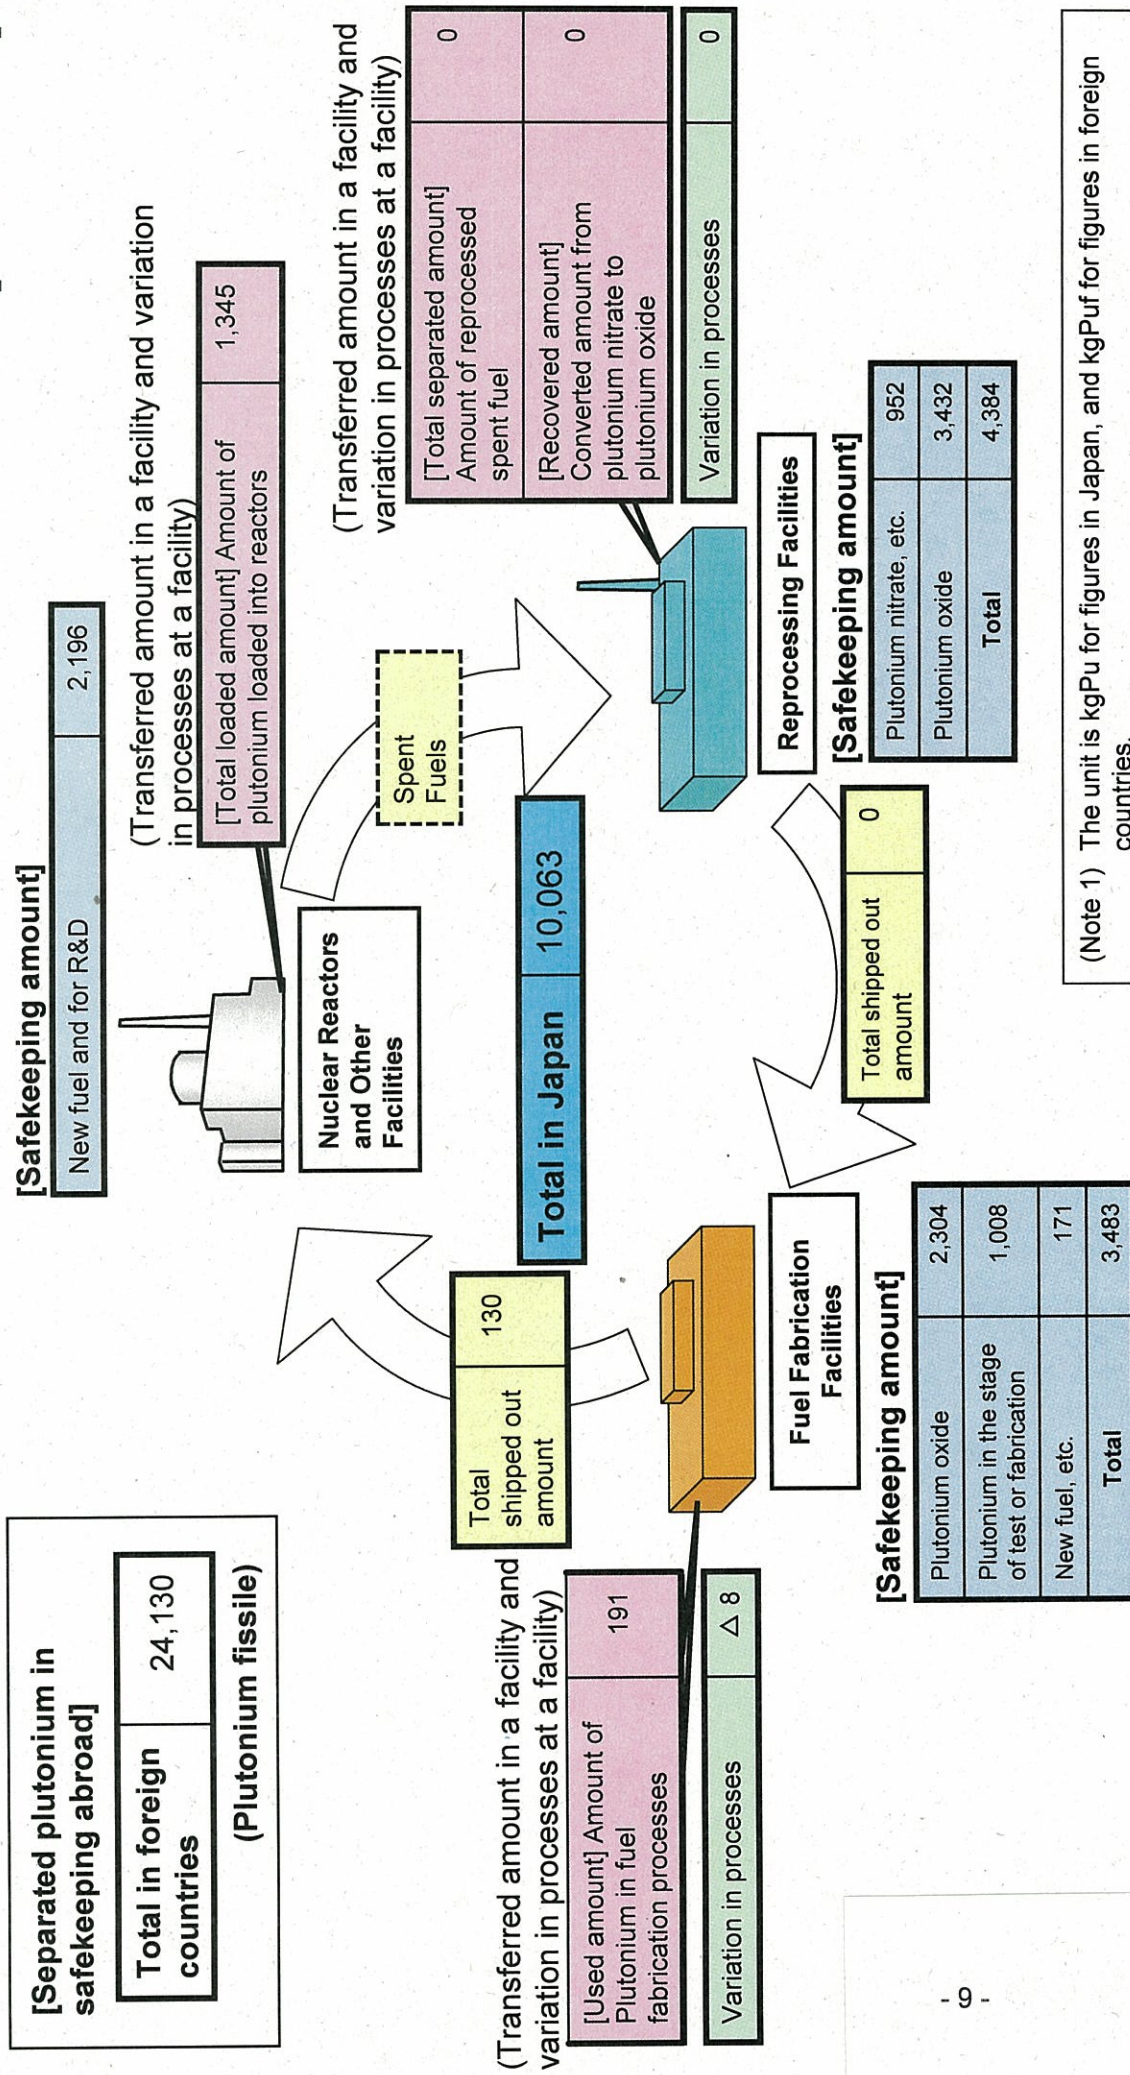 [Separated plutonium in
safekeeping abroad]
Total in foreign
countries
24,130
(Plutonium fissile)
[Safekeeping amount]
New fuel and for R&D
2,196
(Transferred amount in a facility and variation
in processes at a facility)
[Total loaded amount] Amount of
plutonium loaded into reactors
1,345
Nuclear Reactors
and Other
Facilities
Spent
Fuels
(Transferred amount in a facility and
variation in processes at a facility)
[Total separated amount]
Amount of reprocessed
spent fuel
0
[Recovered amount]
Converted amount from
plutonium nitrate to
plutonium oxide
0
Variation in processes
0
Total
shipped out
amount
130
Total in Japan
10,063
(Transferred amount in a facility and
variation in processes at a facility)
[Used amount] Amount of
Plutonium in fuel
fabrication processes
191
Variation in processes
△ 8
Fuel Fabrication
Facilities
Reprocessing Facilities
[Safekeeping amount]
Plutonium nitrate, etc.
952
Plutonium oxide
3,432
Total
4,384
Total shipped out
amount
0
[Safekeeping amount]
Plutonium oxide
2,304
Plutonium in the stage
of test or fabrication
1,008
New fuel, etc.
171
Total
3,483
(Note 1) The unit is kgPu for figures in Japan, and kgPuf for figures in foreign
countries.
- 9 -